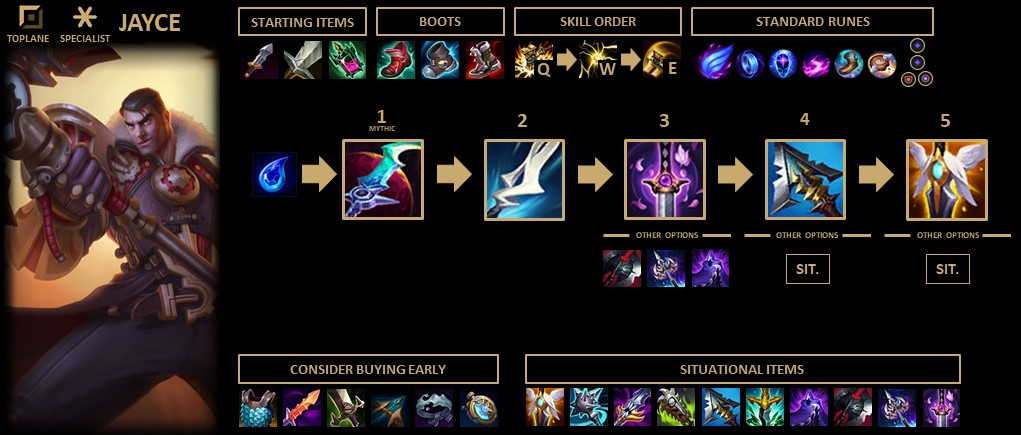 TOPLANE
SPECIALIST
JAYCE
STARTING ITEMS
BOOTS
SKILL ORDER
STANDARD RUNES
Q
W
E
1
MYTHIC
2
3
4
5
OTHER OPTIONS
OTHER OPTIONS
OTHER OPTIONS
SIT.
SIT.
CONSIDER BUYING EARLY
SITUATIONAL ITEMS